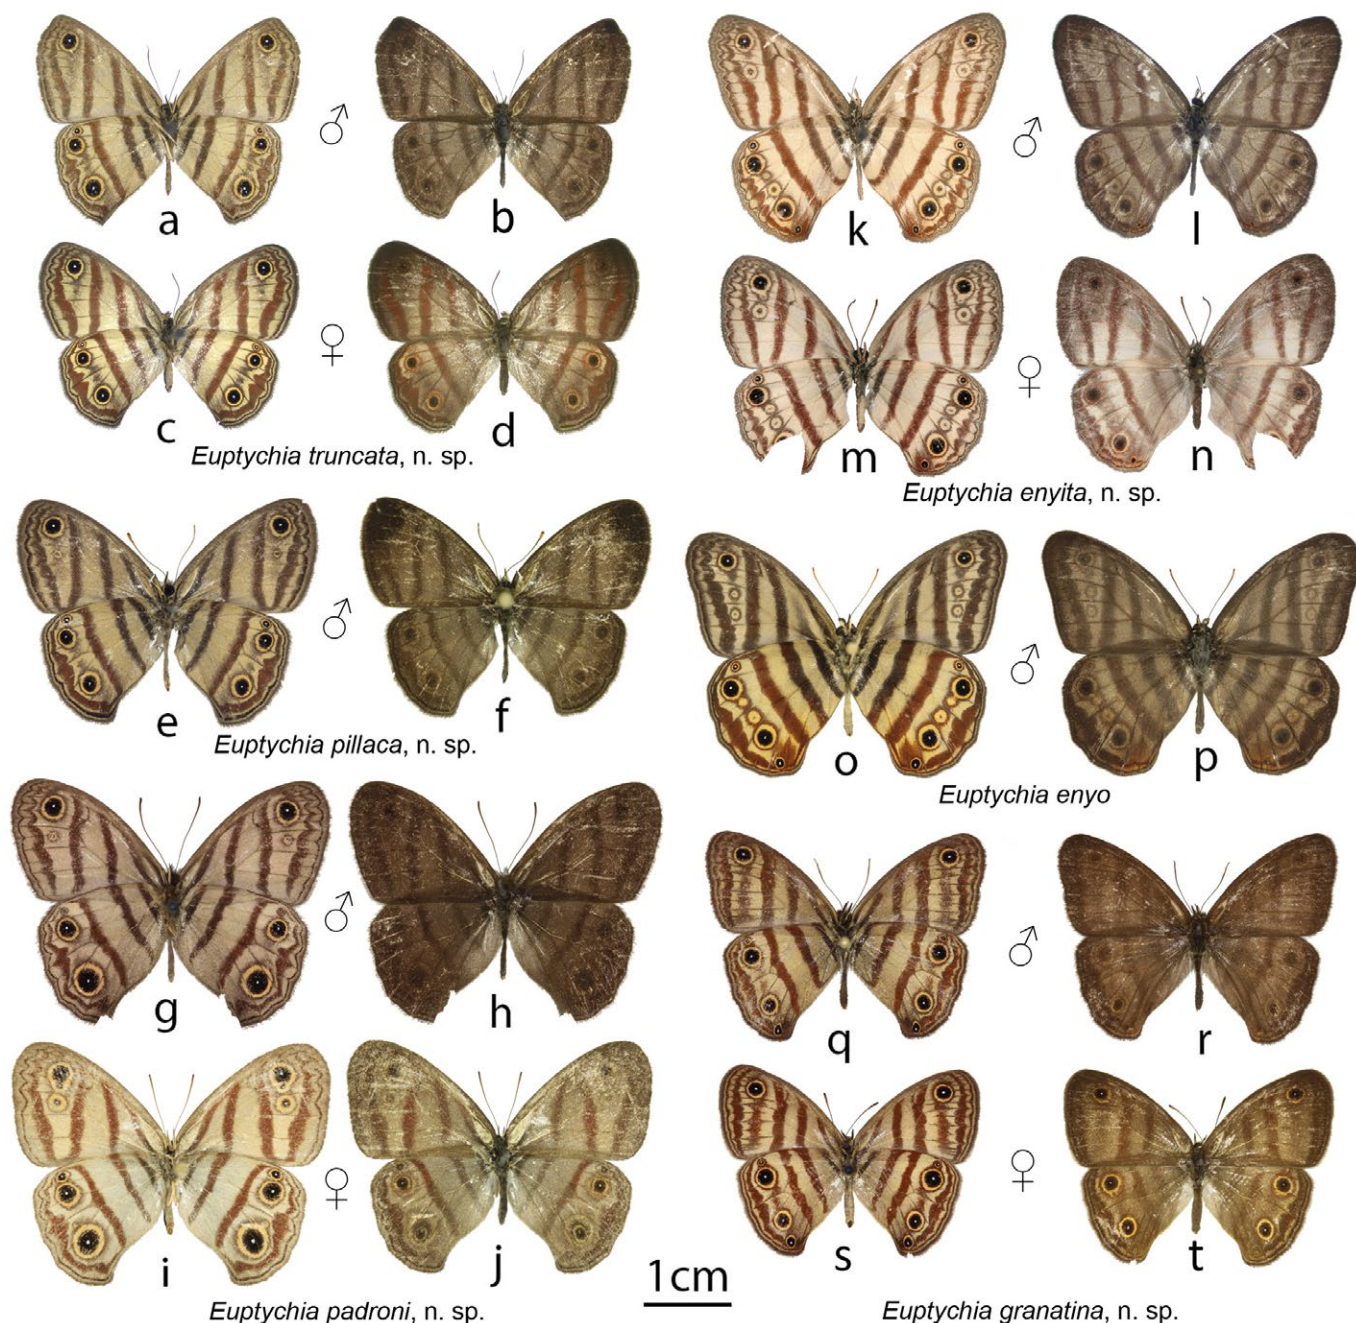 a
b
♂
c
d
♀
Euptychia truncata, n. sp.
e
f
♂
Euptychia pillaca, n. sp.
g
h
♂
i
j
♀
Euptychia padroni, n. sp.
1cm
k
l
♂
m
n
♀
Euptychia enyita, n. sp.
o
p
♂
Euptychia enyo
q
r
♂
s
t
♀
Euptychia granatina, n. sp.